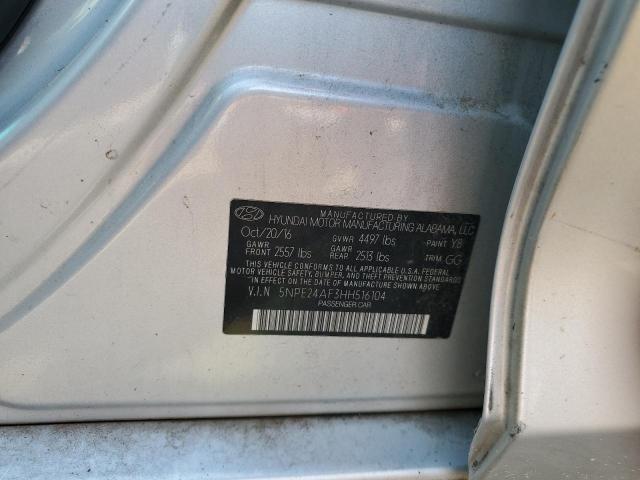 MANUFACTURED BY
HYUNDAI MOTOR MANUFACTURING ALABAMA, LLC
Oct/20/16 GVWR 4497 lbs PAINT Y8
GAWR FRONT 2557 lbs GAWR REAR 2513 lbs TRIM GG
THIS VEHICLE CONFORMS TO ALL APPLICABLE U.S. FEDERAL
MOTOR VEHICLE SAFETY, BUMPER, AND THEFT PREVENTION STANDARDS
IN EFFECT ON THE DATE OF MANUFACTURE SHOWN ABOVE.
V.I.N 5NPE24AF3HH516104
PASSENGER CAR